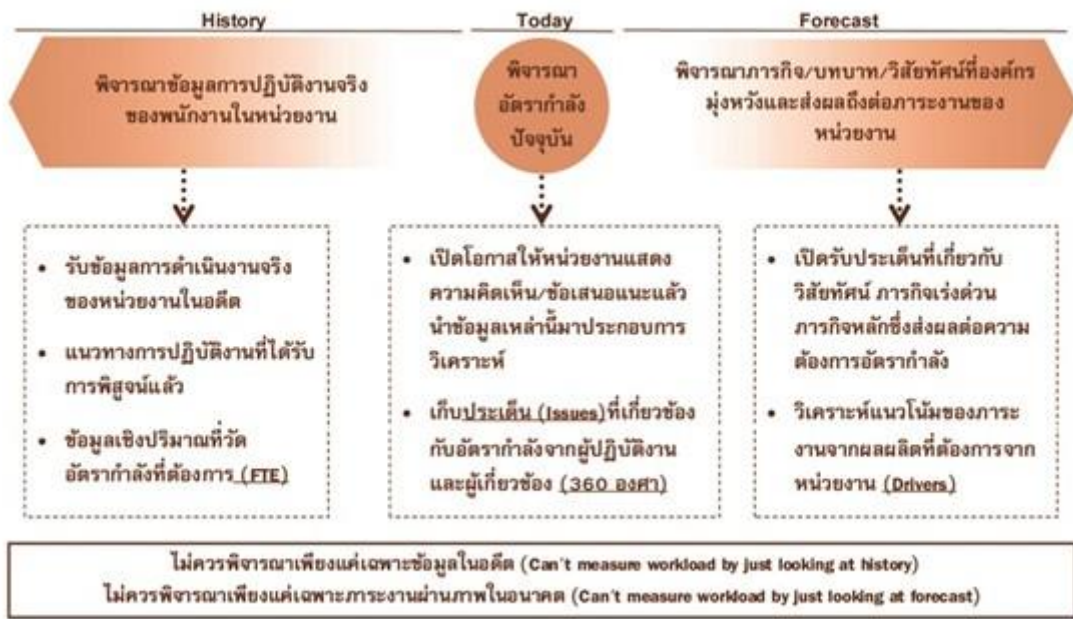 History
Today
Forecast
พิจารณาข้อมูลการปฏิบัติงานจริง
ของพนักงานในหน่วยงาน
พิจารณา
อัตรากำลัง
ปัจจุบัน
พิจารณาภารกิจ/บทบาท/วิสัยทัศน์ที่องค์กร
มุ่งหวังและส่งผลถึงต่อภาระงานของ
หน่วยงาน
• รับข้อมูลการดำเนินงานจริง
ของหน่วยงานในอดีต
• แนวทางการปฏิบัติงานที่ได้รับ
การพิสูจน์แล้ว
• ข้อมูลเชิงปริมาณที่วัด
อัตรากำลังที่ต้องการ (FTE)
• เปิดโอกาสให้หน่วยงานแสดง
ความคิดเห็น/ข้อเสนอแนะแล้ว
นำข้อมูลเหล่านี้มาประกอบการ
วิเคราะห์
• เก็บประเด็น (Issues)ที่เกี่ยวข้อง
กับอัตรากำลังจากผู้ปฏิบัติงาน
และผู้เกี่ยวข้อง (360 องศา)
• เปิดรับประเด็นที่เกี่ยวกับ
วิสัยทัศน์ ภารกิจเร่งด่วน
ภารกิจหลักซึ่งส่งผลต่อความ
ต้องการอัตรากำลัง
• วิเคราะห์แนวโน้มของภาระ
งานจากผลผลิตที่ต้องการจาก
หน่วยงาน (Drivers)
ไม่ควรพิจารณาเพียงแค่เฉพาะข้อมูลในอดีต (Can't measure workload by just looking at history)
ไม่ควรพิจารณาเพียงแค่เฉพาะภาระงานผ่านภาพในอนาคต (Can't measure workload by just looking at forecast)